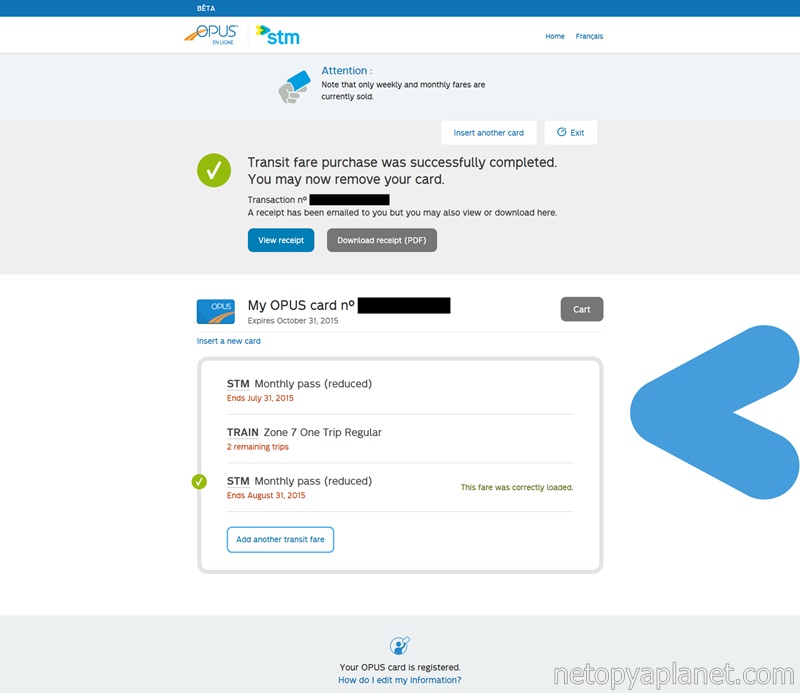 BÊTA
OPUS
EN LIGNE
stm
Home Français
Attention :
Note that only weekly and monthly fares are
currently sold.
Insert another card Exit
Transit fare purchase was successfully completed.
You may now remove your card.
Transaction nº
A receipt has been emailed to you but you may also view or download here.
View receipt Download receipt (PDF)
OPUS
My OPUS card nº
Cart
Expires October 31, 2015
Insert a new card
STM Monthly pass (reduced)
Ends July 31, 2015
TRAIN Zone 7 One Trip Regular
2 remaining trips
STM Monthly pass (reduced)
This fare was correctly loaded.
Ends August 31, 2015
Add another transit fare
Your OPUS card is registered.
How do I edit my information?
netopyaplanet.com